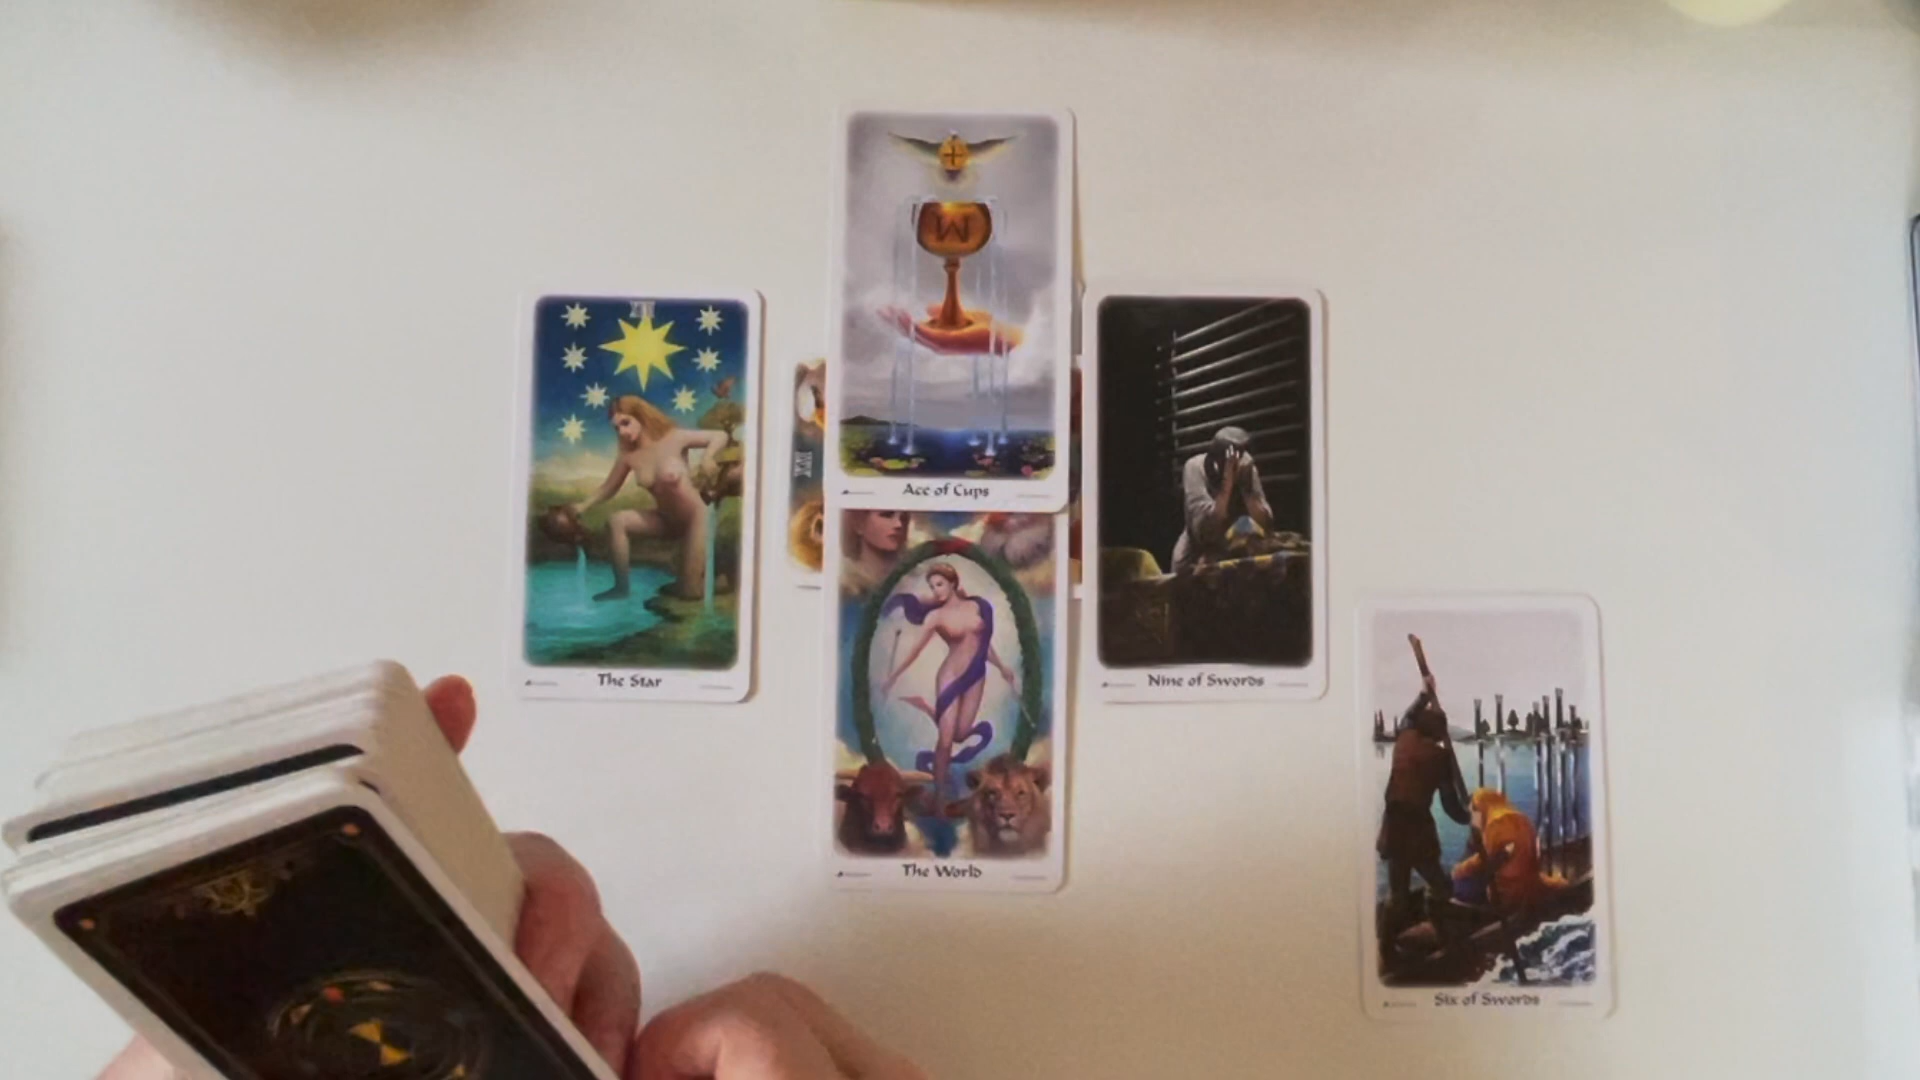 Ace of Cups
The Star
Nine of Swords
The World
Six of Swords